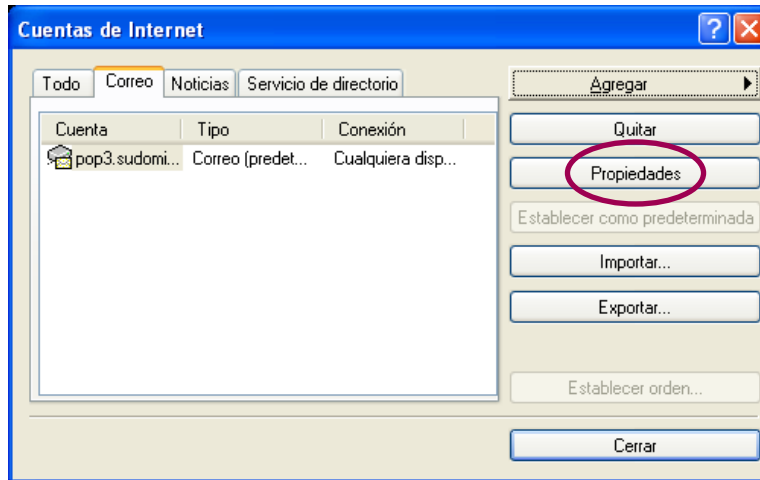 Cuentas de Internet
Todo Correo Noticias Servicio de directorio
Cuenta Tipo Conexión
pop3.sudomi... Correo (predet... Cualquiera disp...
Agregar
Quitar
Propiedades
Establecer como predeterminada
Importar...
Exportar...
Establecer orden...
Cerrar